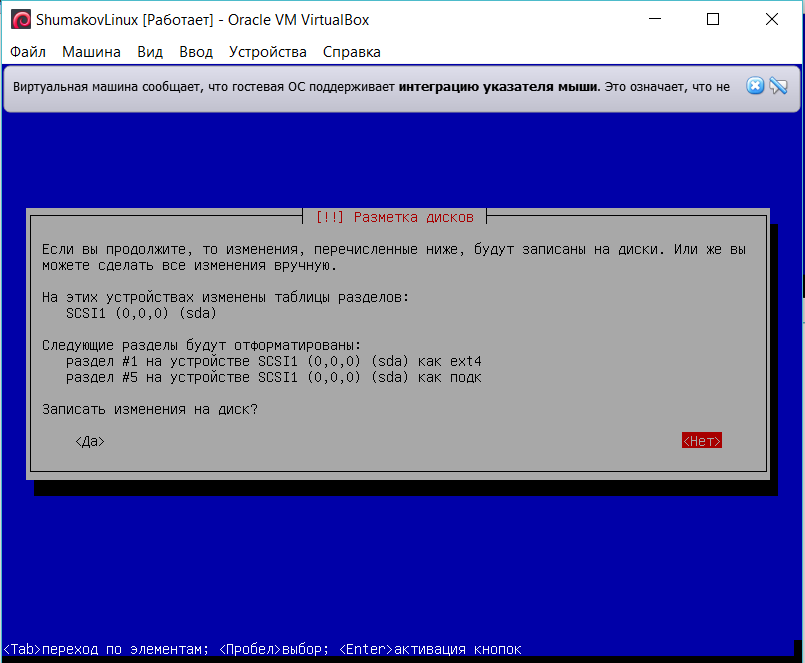 ShumakovLinux [Работает] - Oracle VM VirtualBox
Файл Машина Вид Ввод Устройства Справка
Виртуальная машина сообщает, что гостевая ОС поддерживает интеграцию указателя мыши. Это означает, что не
[!!] Разметка дисков
Если вы продолжите, то изменения, перечисленные ниже, будут записаны на диски. Или же вы
можете сделать все изменения вручную.
На этих устройствах изменены таблицы разделов:
SCSI1 (0,0,0) (sda)
Следующие разделы будут отформатированы:
раздел #1 на устройстве SCSI1 (0,0,0) (sda) как ext4
раздел #5 на устройстве SCSI1 (0,0,0) (sda) как подк
Записать изменения на диск?
<Да> <Нет>
<Tab>переход по элементам; <Пробел>выбор; <Enter>активация кнопок